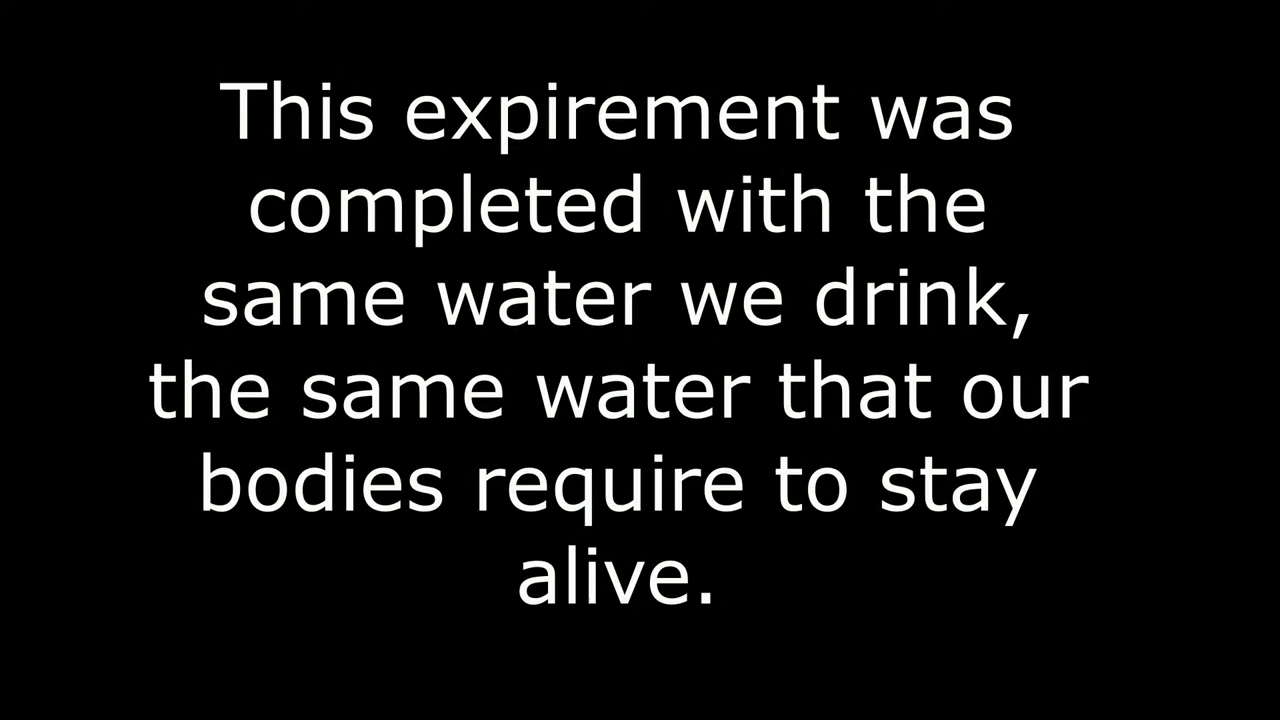 This expirement was
completed with the
same water we drink,
the same water that our
bodies require to stay
alive.